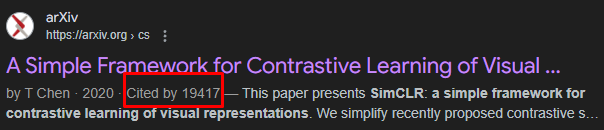 arXiv
https://arxiv.org › cs
A Simple Framework for Contrastive Learning of Visual ...
by T Chen · 2020 · Cited by 19417 — This paper presents SimCLR: a simple framework for
contrastive learning of visual representations. We simplify recently proposed contrastive s...